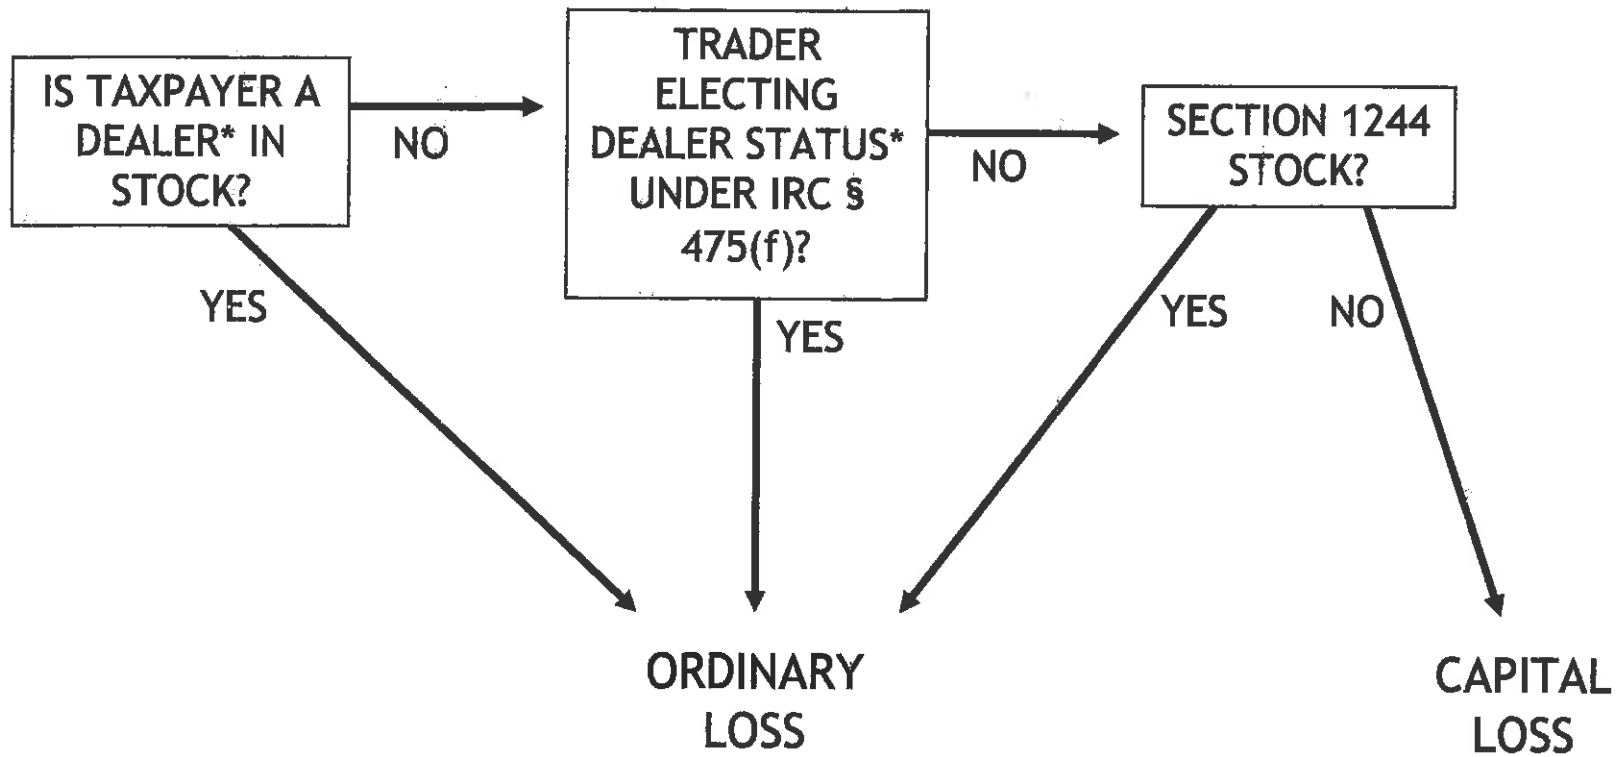 IS TAXPAYER A
DEALER* IN
STOCK?
NO
YES
TRADER
ELECTING
DEALER STATUS*
UNDER IRC §
475(f)?
NO
YES
SECTION 1244
STOCK?
YES
NO
ORDINARY
LOSS
CAPITAL
LOSS